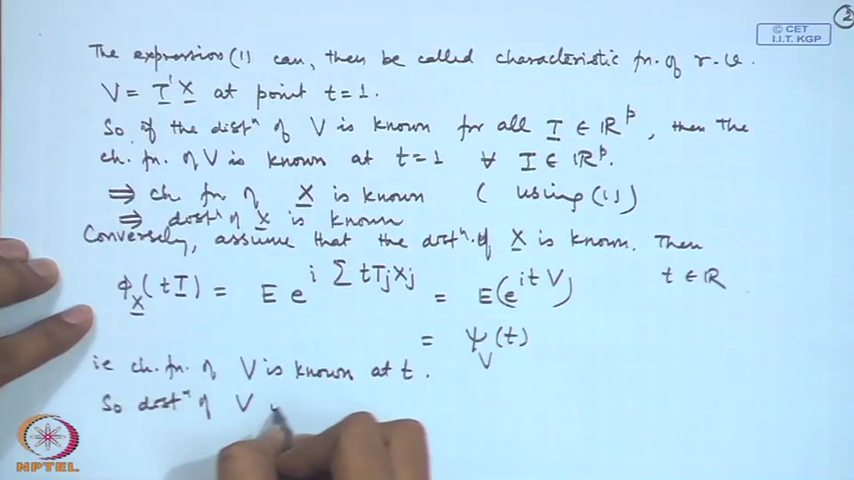 2
© CET
I.I.T. KGP
The expression (1) can, then be called characteristic fn. of r.v.
V = T'X at point t=1.
So if the distⁿ of V is known for all T ∈ ℝᵖ, then the
ch. fn. of V is known at t=1 ∀ T ∈ ℝᵖ.
⇒ ch fn of X is known ( using (1))
⇒ distⁿ of X is known
Conversely, assume that the distⁿ. of X is known. Then
ϕ_X(tT) = E e^{i Σ tTⱼXⱼ} = E(e^{itV}) t ∈ ℝ
= ψ_V(t)
ie ch. fn. of V is known at t.
So distⁿ of V
NPTEL